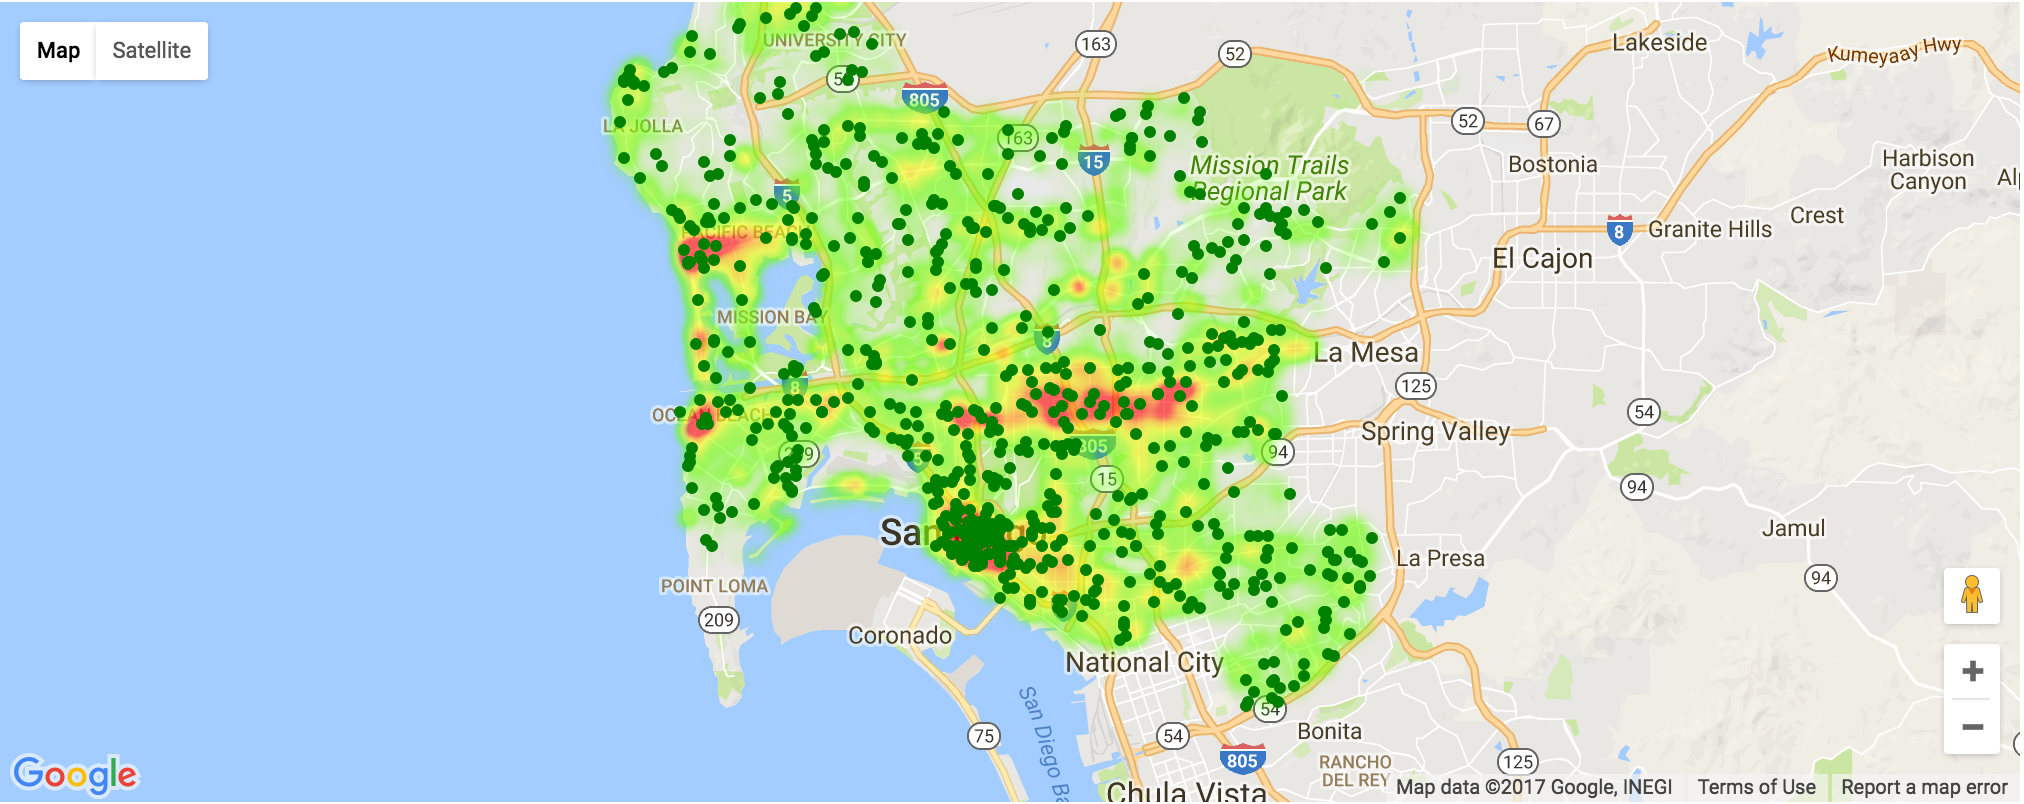 Map Satellite
UNIVERSITY CITY
163
52
Lakeside
Kumeyaay Hwy
805
LA JOLLA
163
52
67
15
Mission Trails
Regional Park
Bostonia
Harbison
Canyon
5
PACIFIC BEACH
8
Granite Hills
Crest
El Cajon
MISSION BAY
8
La Mesa
8
125
OCEAN BEACH
54
805
Spring Valley
94
5
15
94
San
Jamul
La Presa
POINT LOMA
94
209
Coronado
National City
San Diego Ba
54
75
54
Bonita
805
RANCHO
DEL REY
125
Chula Vista
Google
Map data ©2017 Google, INEGI Terms of Use Report a map error